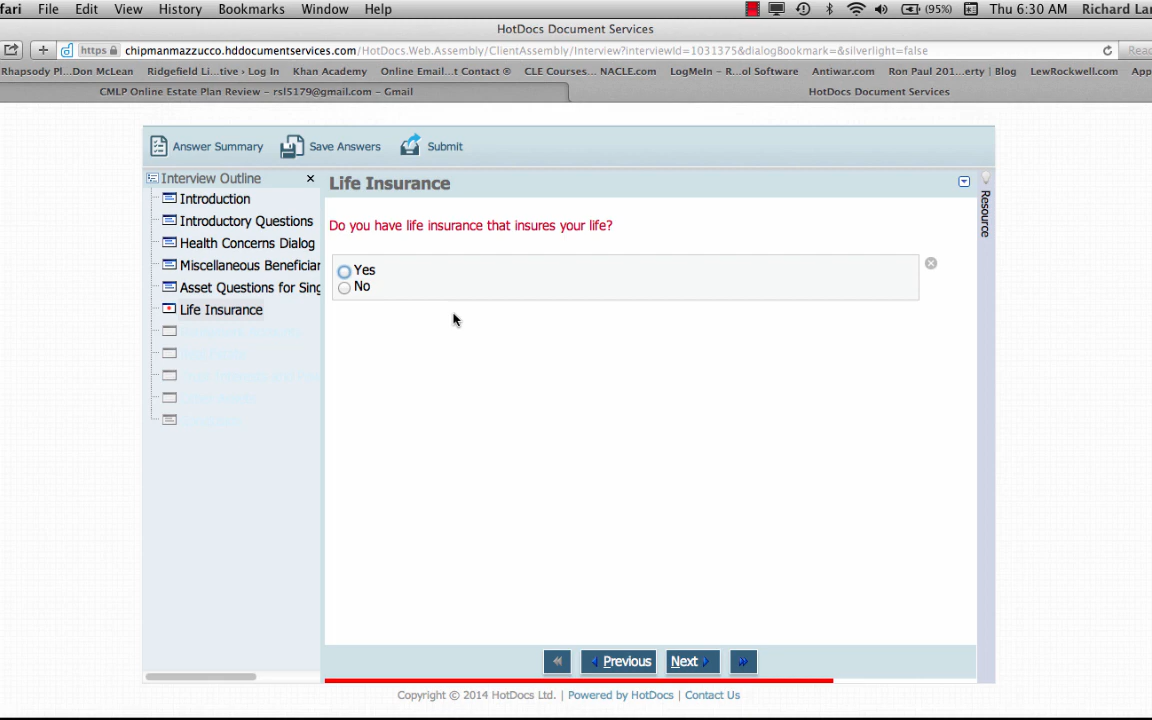 fari File Edit View History Bookmarks Window Help (95%) Thu 6:30 AM Richard Lar
HotDocs Document Services
https chipmanmazzucco.hddocumentservices.com/HotDocs.Web.Assembly/ClientAssembly/Interview?interviewId=1031375&dialogBookmark=&silverlight=false Rea
Rhapsody Pl...Don McLean Ridgefield Li...tive › Log In Khan Academy Online Email...t Contact ® CLE Courses... NACLE.com LogMeIn – R...ol Software Antiwar.com Ron Paul 201...erty | Blog LewRockwell.com App
CMLP Online Estate Plan Review – rsl5179@gmail.com – Gmail HotDocs Document Services
Answer Summary Save Answers Submit
Interview Outline
Life Insurance
Resource
Introduction
Introductory Questions
Health Concerns Dialog
Miscellaneous Beneficiar
Asset Questions for Sing
Life Insurance
Do you have life insurance that insures your life?
Yes
No
Previous Next
Copyright © 2014 HotDocs Ltd. | Powered by HotDocs | Contact Us